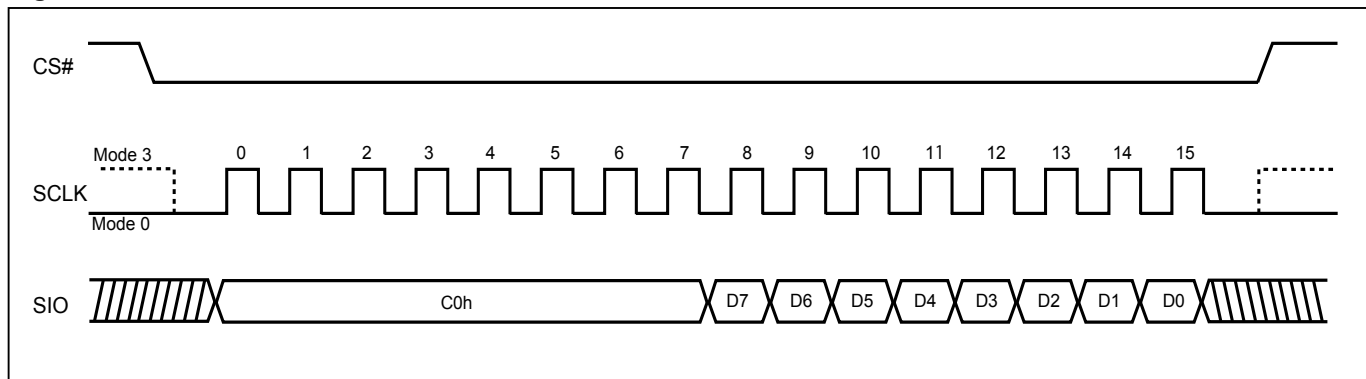 CS#
Mode 3 0 1 2 3 4 5 6 7 8 9 10 11 12 13 14 15
SCLK
Mode 0
SIO C0h D7 D6 D5 D4 D3 D2 D1 D0